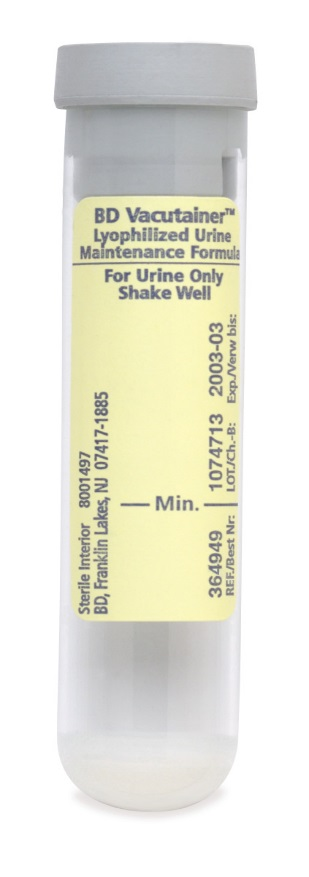 BD Vacutainer™
Lyophilized Urine
Maintenance Formula
For Urine Only
Shake Well
Min.
Sterile Interior 8001497
BD, Franklin Lakes, NJ 07417-1885
364949 1074713 2003-03
REF./Best Nr: LOT./Ch.-B: Exp./Verw bis: